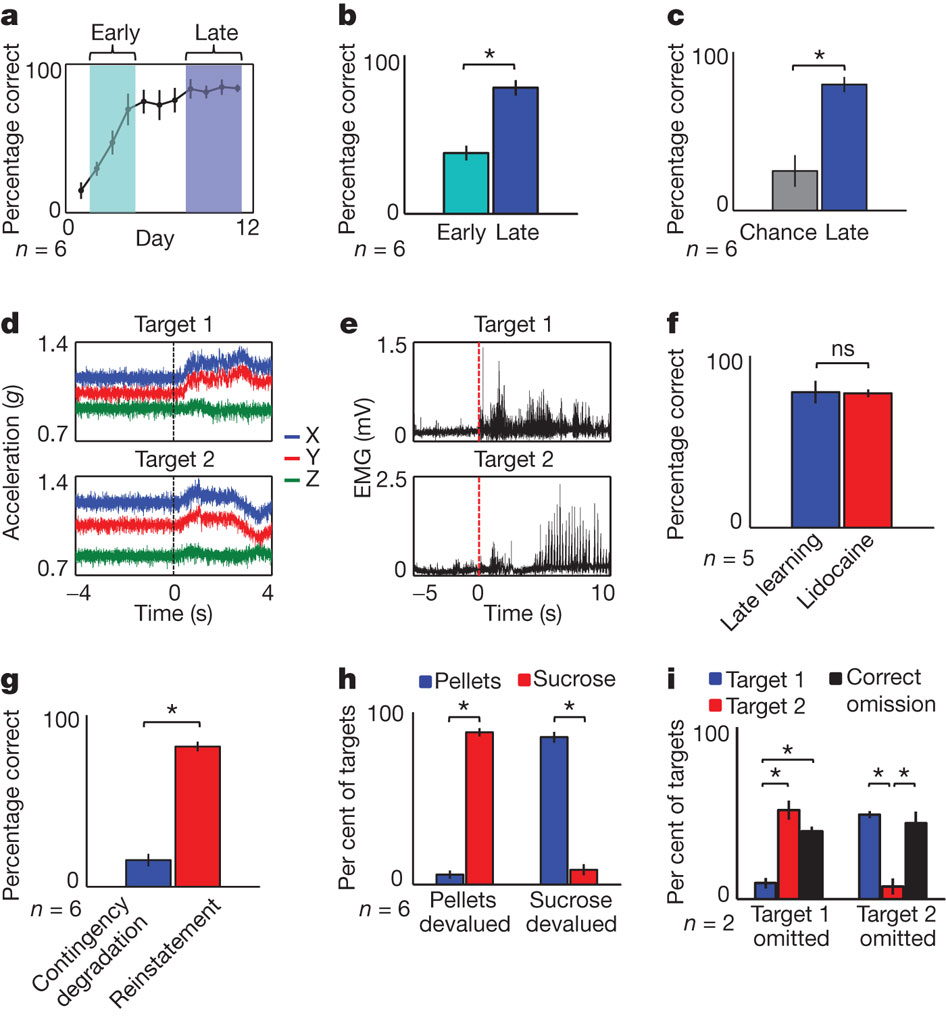 a
Early
Late
Percentage correct
100
0
0
12
Day
n = 6
b
*
Percentage correct
100
0
Early
Late
n = 6
c
*
Percentage correct
100
0
Chance
Late
n = 6
d
Target 1
1.4
0.7
Target 2
1.4
0.7
Acceleration (g)
−4
0
4
Time (s)
X
Y
Z
e
Target 1
1.5
0
Target 2
2.5
0
EMG (mV)
−5
0
10
Time (s)
f
ns
Percentage correct
100
0
n = 5
Late learning
Lidocaine
g
*
Percentage correct
100
0
n = 6
Contingency
degradation
Reinstatement
h
Pellets
Sucrose
*
*
Per cent of targets
100
0
n = 6
Pellets
devalued
Sucrose
devalued
i
Target 1
Target 2
Correct
omission
*
*
*
*
Per cent of targets
100
0
n = 2
Target 1
omitted
Target 2
omitted